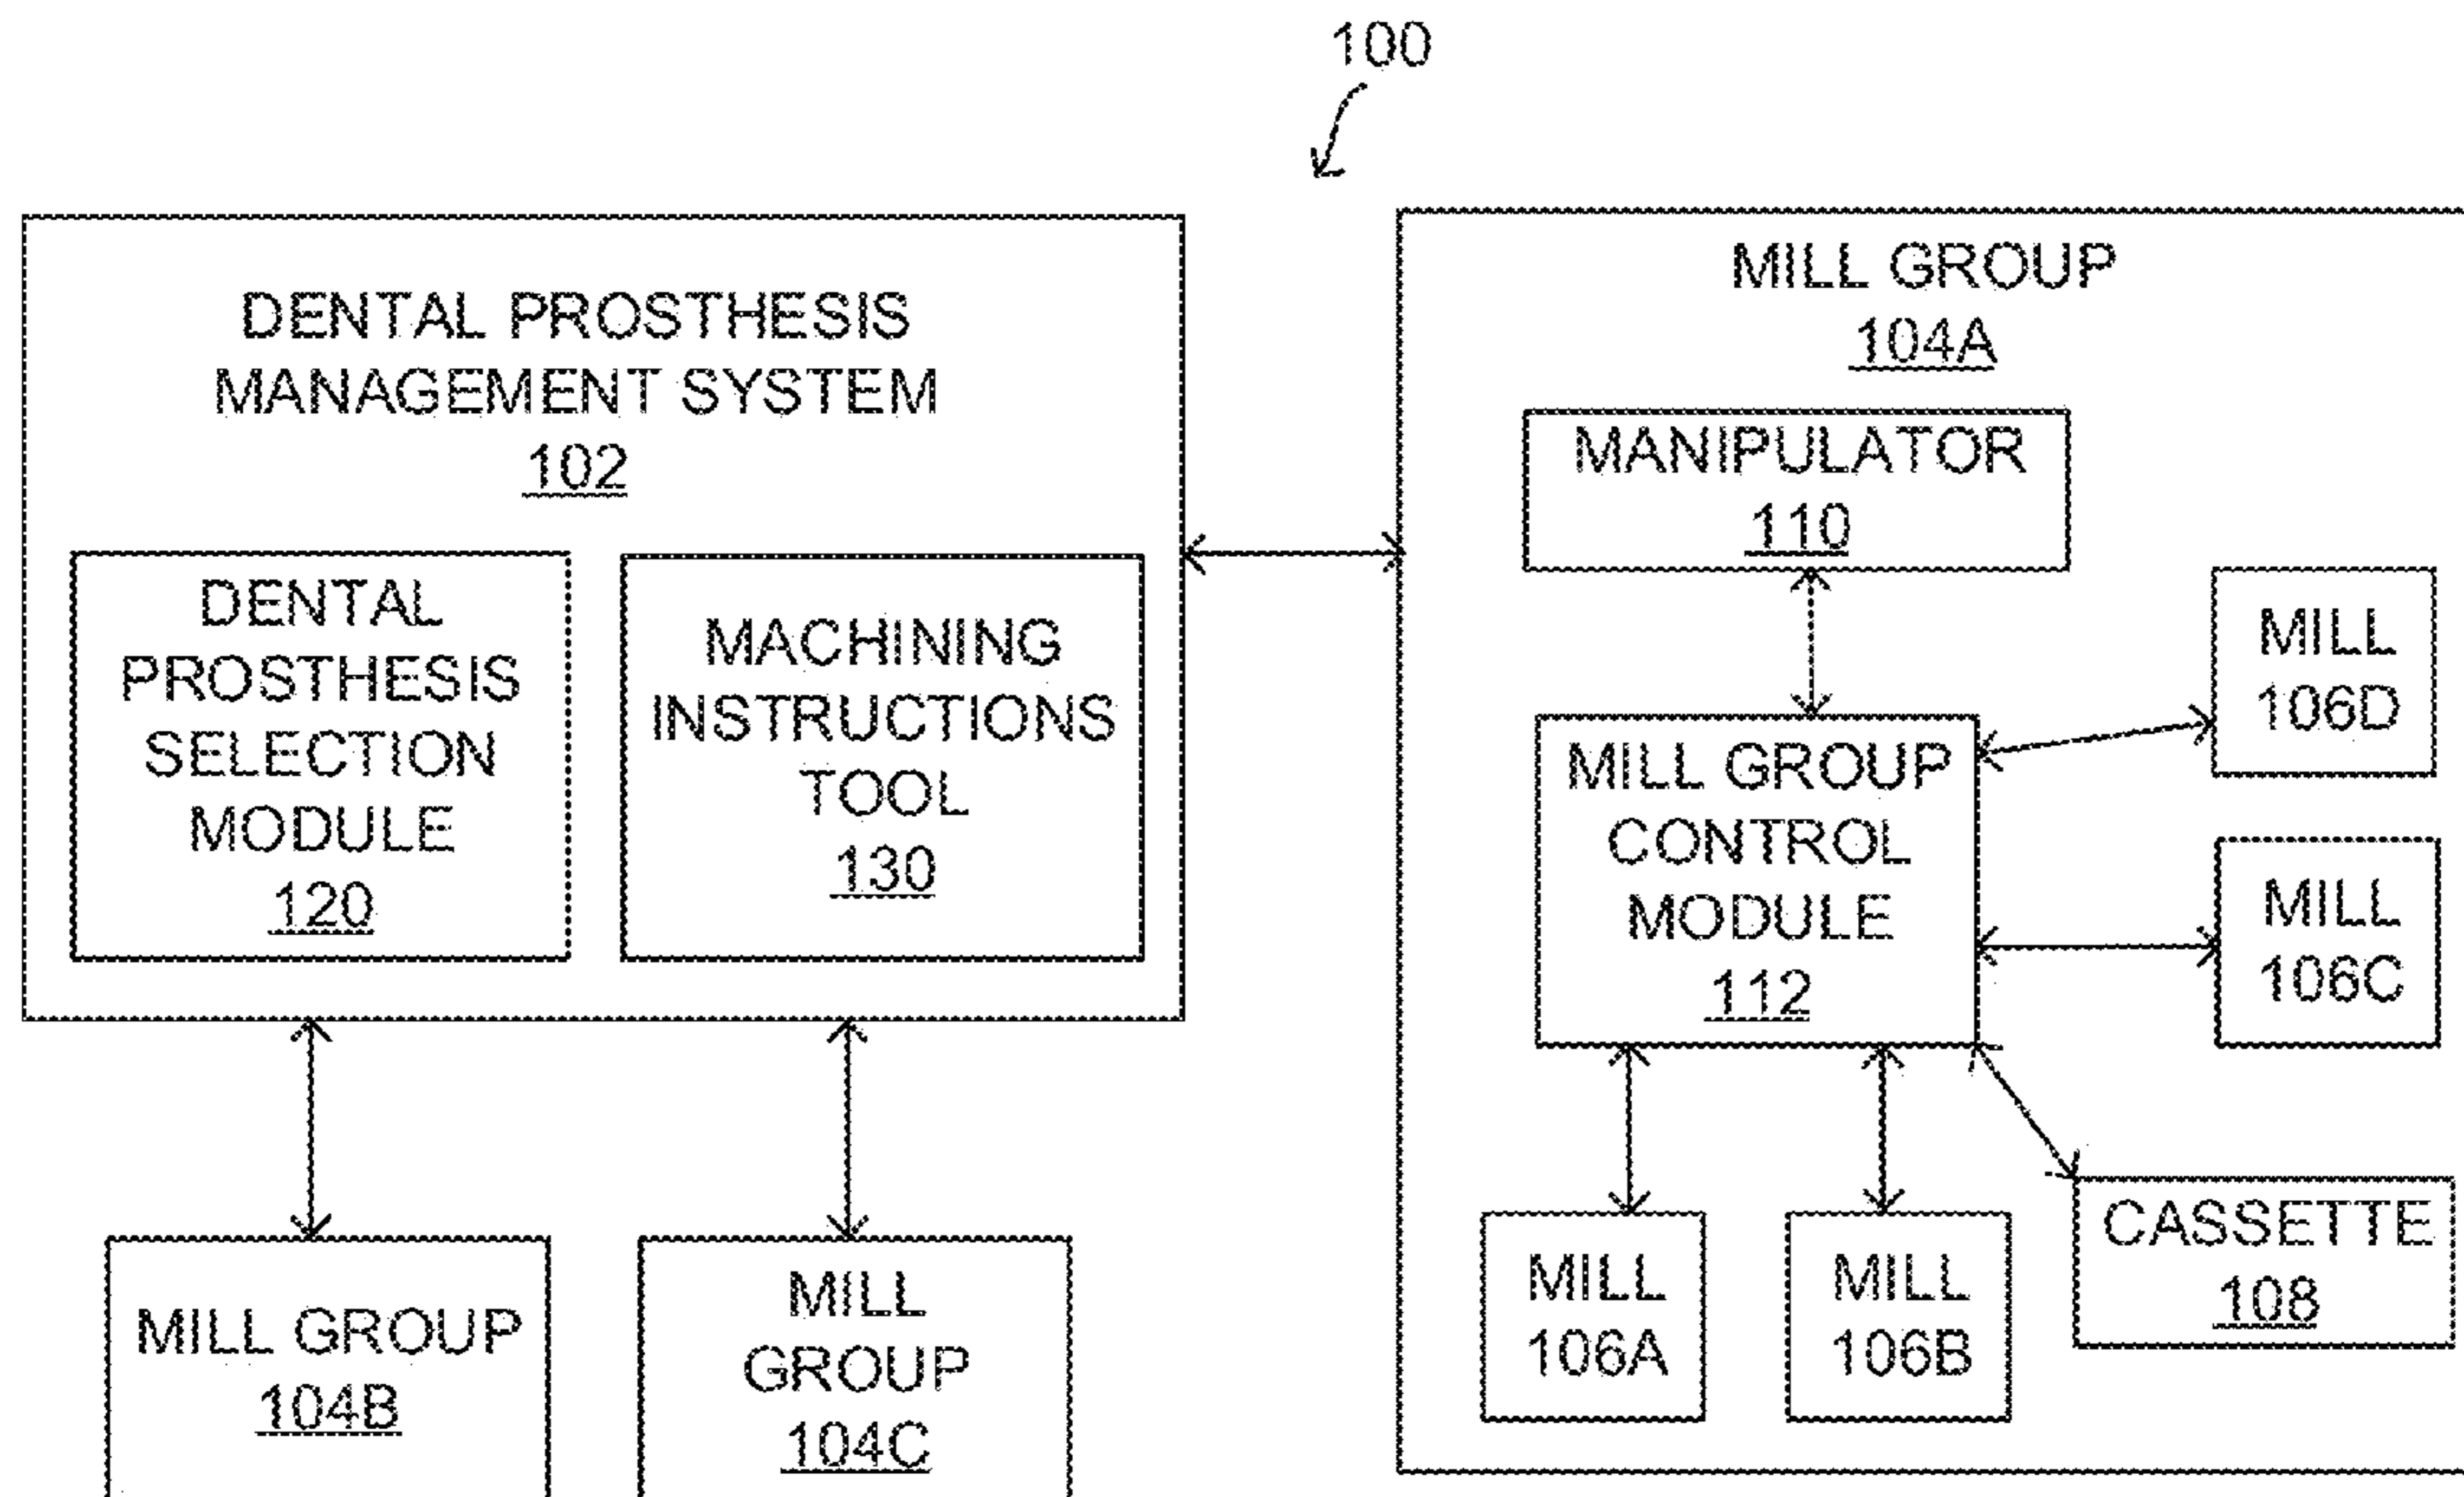 100
DENTAL PROSTHESIS
MANAGEMENT SYSTEM
102
DENTAL
PROSTHESIS
SELECTION
MODULE
120
MACHINING
INSTRUCTIONS
TOOL
130
MILL GROUP
104B
MILL
GROUP
104C
MILL GROUP
104A
MANIPULATOR
110
MILL GROUP
CONTROL
MODULE
112
MILL
106D
MILL
106C
MILL
106A
MILL
106B
CASSETTE
108